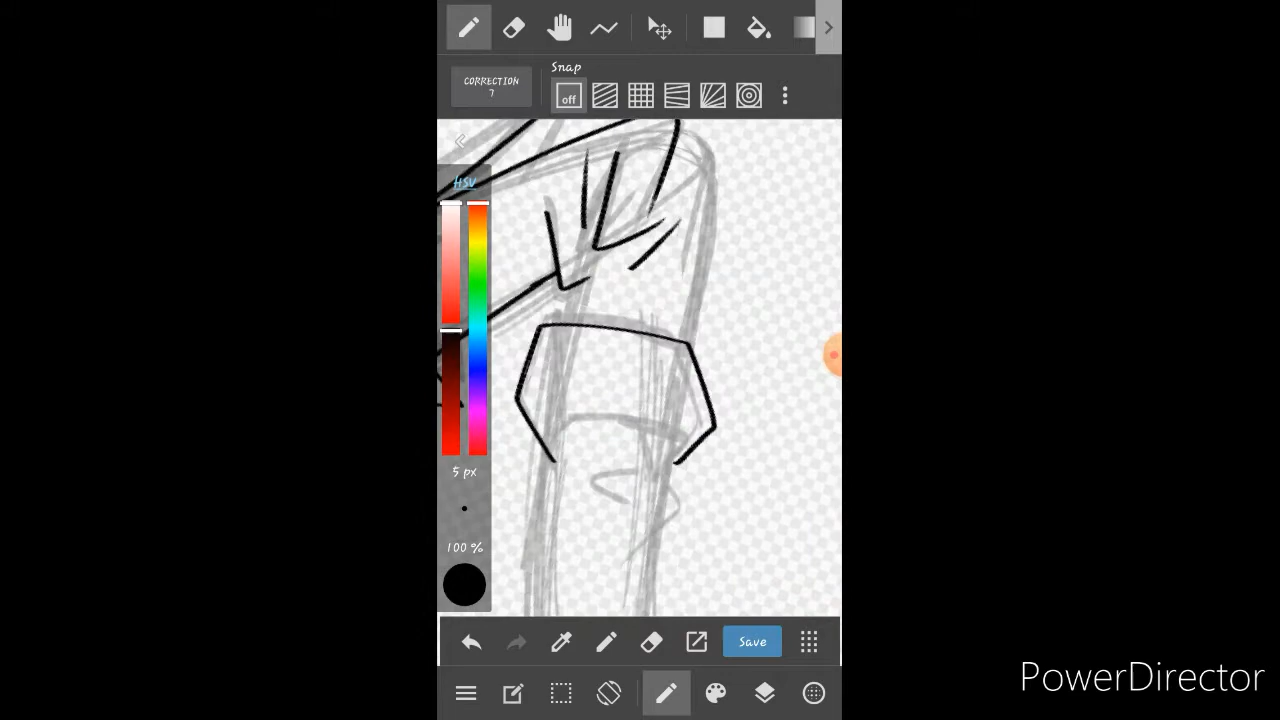 Snap
CORRECTION
7
off
HSV
5 px
100 %
Save
PowerDirector